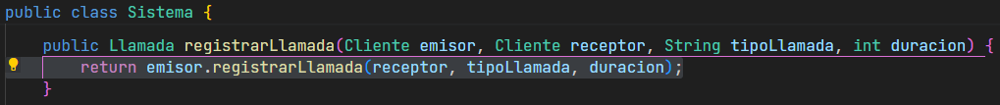 public class Sistema {
public Llamada registrarLlamada(Cliente emisor, Cliente receptor, String tipoLlamada, int duracion) {
return emisor.registrarLlamada(receptor, tipoLlamada, duracion);
}